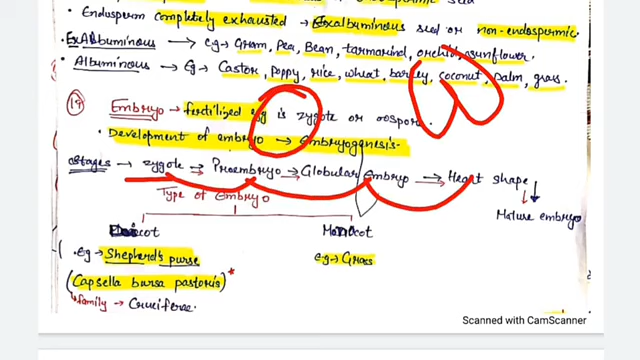 • Endosperm completely exhausted → Exalbuminous seed or non-endospermic
• ExAlbuminous → eg → Gram, Pea, Bean, tarmarind, orchid, sunflower.
• Albuminous → Eg → Castor, poppy, rice, wheat, barley, coconut, Palm, grass.
19 Embryo → fertilized egg is zygote or oospore.
• Development of embryo → Embryogenesis.
Stages → zygote → Proembryo → Globular Embryo → Heart shape
↓
Mature embryo
Type of Embryo
Dicot Monocot
• Eg → Shepherd's purse eg → Grass
(Capsella bursa pastoris)*
family → Cruciferae.
Scanned with CamScanner